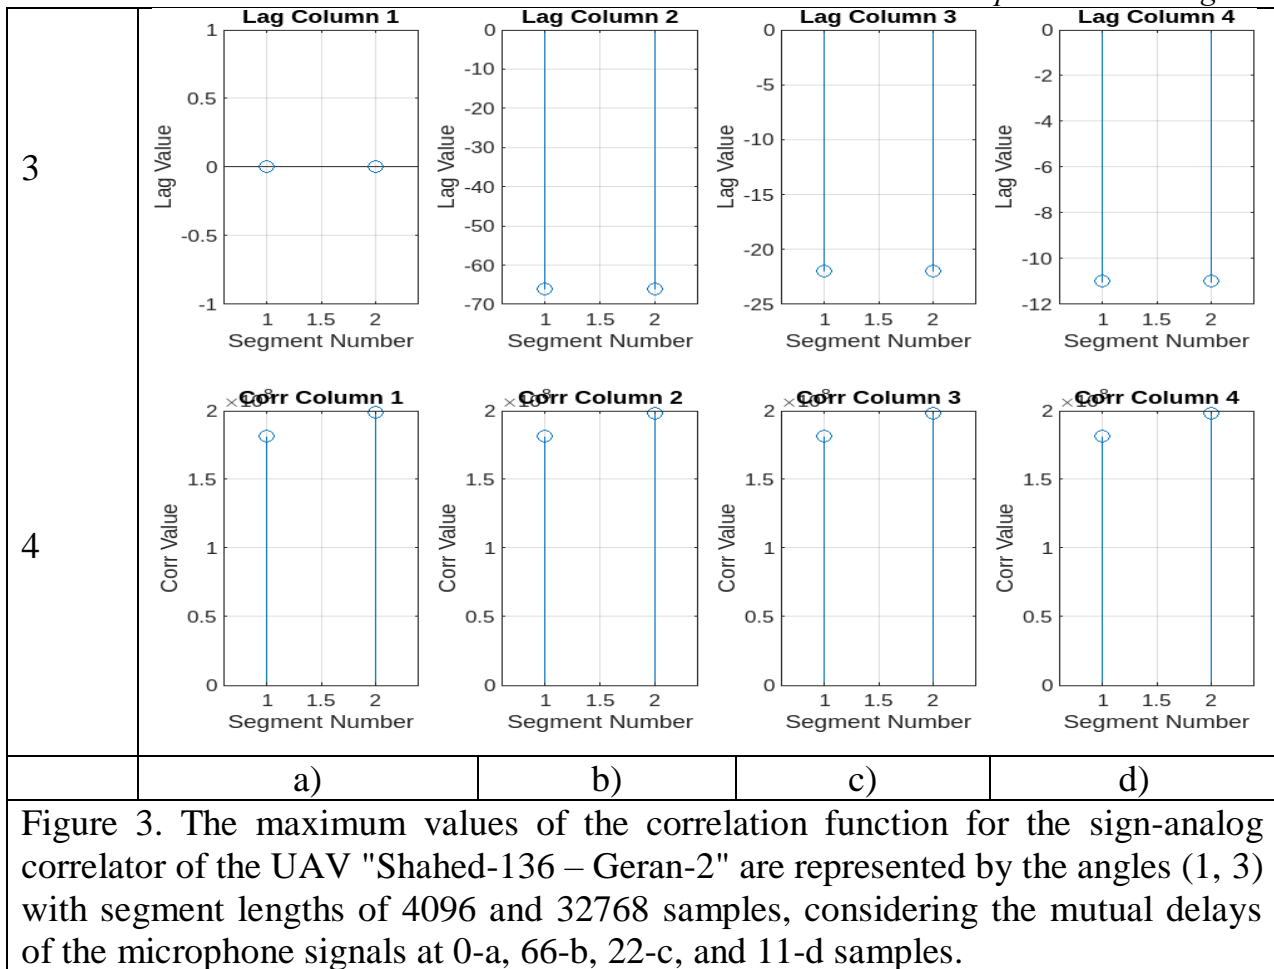 Lag Column 1 Lag Column 2 Lag Column 3 Lag Column 4
1 0 0 0
0.5 -10 -5 -2
0 -20 -10 -4
-0.5 -30 -15 -6
-1 -40 -20 -8
-50 -25 -10
-60 -12
-70
Lag Value Lag Value Lag Value Lag Value
3
1 1.5 2 1 1.5 2 1 1.5 2 1 1.5 2
Segment Number Segment Number Segment Number Segment Number
×10⁸ Corr Column 1 ×10⁸ Corr Column 2 ×10⁸ Corr Column 3 ×10⁸ Corr Column 4
2 2 2 2
1.5 1.5 1.5 1.5
1 1 1 1
0.5 0.5 0.5 0.5
0 0 0 0
Corr Value Corr Value Corr Value Corr Value
4
1 1.5 2 1 1.5 2 1 1.5 2 1 1.5 2
Segment Number Segment Number Segment Number Segment Number
a) b) c) d)
Figure 3. The maximum values of the correlation function for the sign-analog
correlator of the UAV "Shahed-136 – Geran-2" are represented by the angles (1, 3)
with segment lengths of 4096 and 32768 samples, considering the mutual delays
of the microphone signals at 0-a, 66-b, 22-c, and 11-d samples.